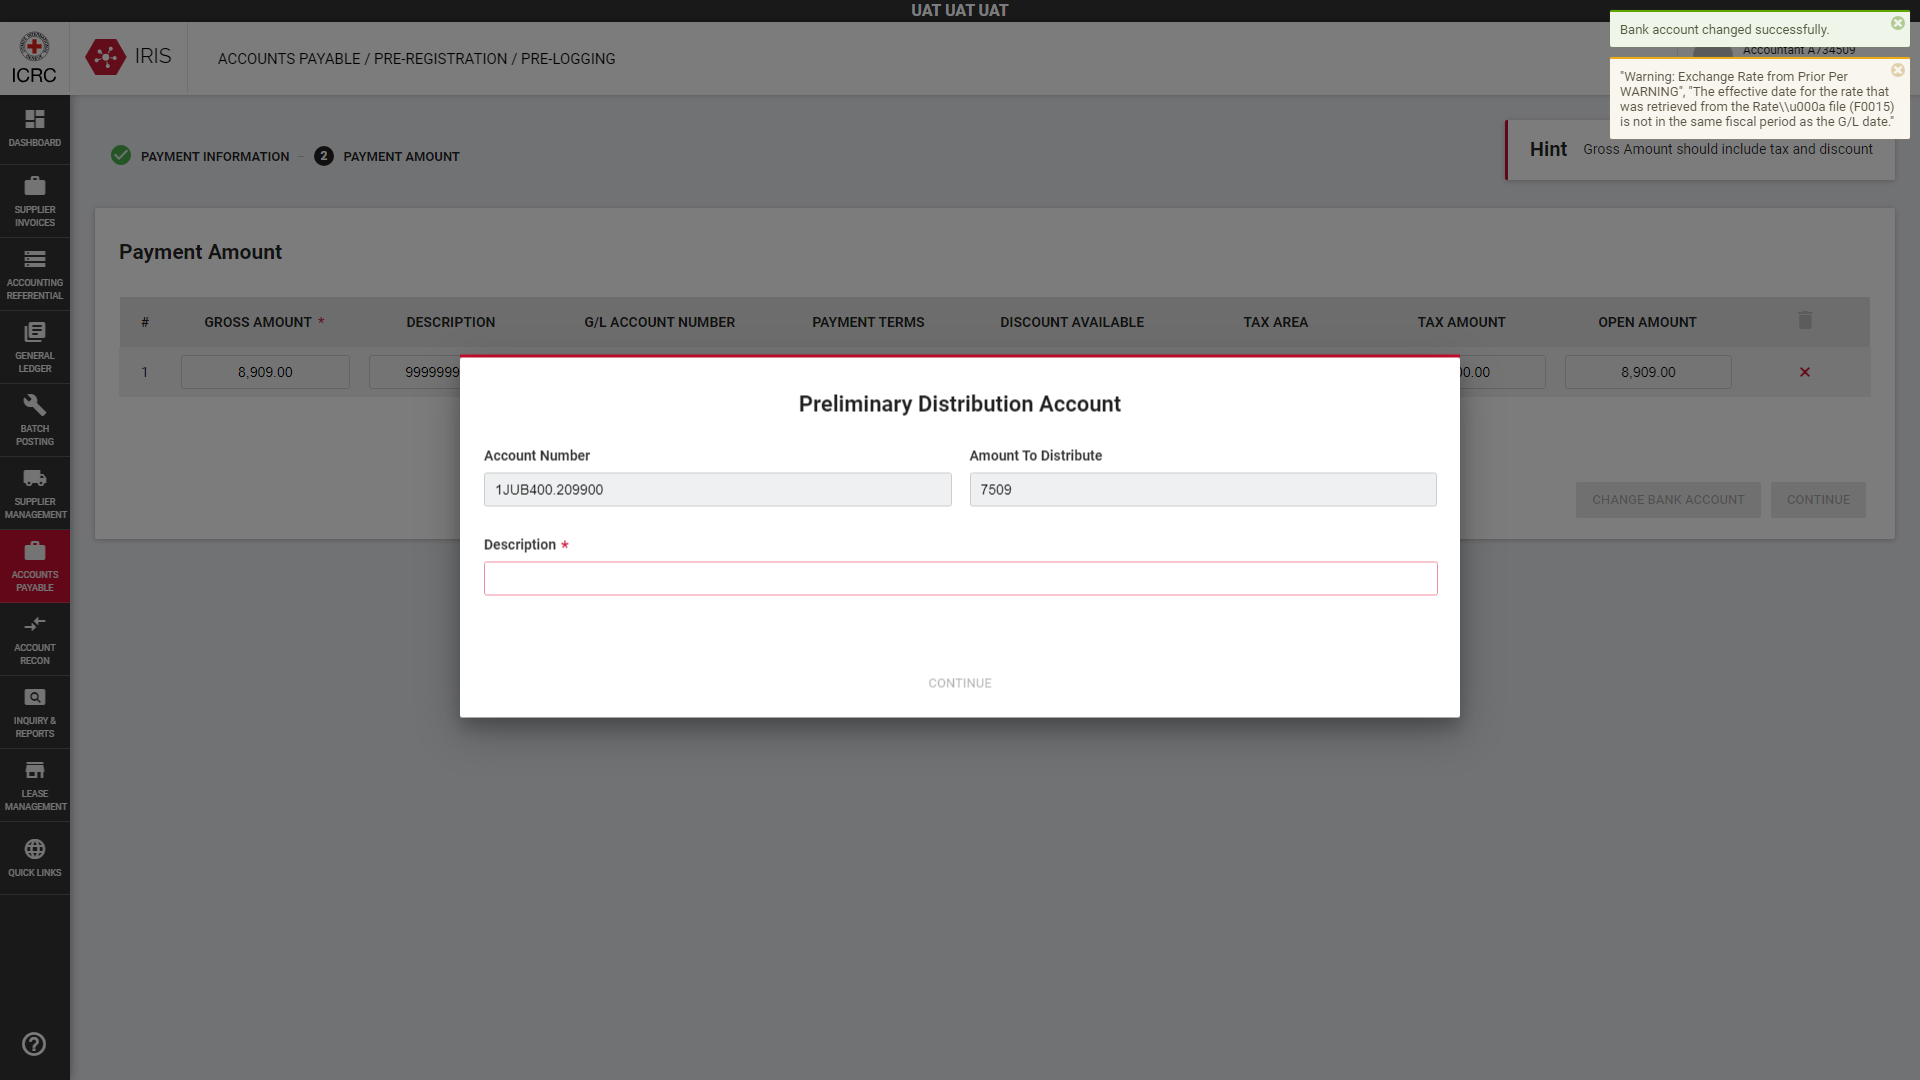 UAT UAT UAT
ICRC
IRIS
ACCOUNTS PAYABLE / PRE-REGISTRATION / PRE-LOGGING
Accountant A734509
Bank account changed successfully.
"Warning: Exchange Rate from Prior Per
WARNING", "The effective date for the rate that
was retrieved from the Rate\\u000a file (F0015)
is not in the same fiscal period as the G/L date."
Hint Gross Amount should include tax and discount
DASHBOARD
SUPPLIER
INVOICES
ACCOUNTING
REFERENTIAL
GENERAL
LEDGER
BATCH
POSTING
SUPPLIER
MANAGEMENT
ACCOUNTS
PAYABLE
ACCOUNT
RECON
INQUIRY &
REPORTS
LEASE
MANAGEMENT
QUICK LINKS
PAYMENT INFORMATION
2 PAYMENT AMOUNT
Payment Amount
# GROSS AMOUNT * DESCRIPTION G/L ACCOUNT NUMBER PAYMENT TERMS DISCOUNT AVAILABLE TAX AREA TAX AMOUNT OPEN AMOUNT
1 8,909.00 9999999 00.00 8,909.00
CHANGE BANK ACCOUNT CONTINUE
Preliminary Distribution Account
Account Number Amount To Distribute
1JUB400.209900 7509
Description *
CONTINUE